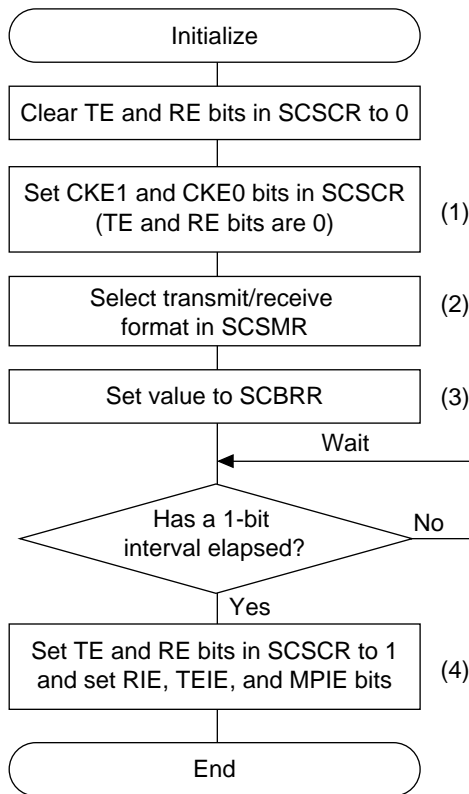 Initialize
Clear TE and RE bits in SCSCR to 0
Set CKE1 and CKE0 bits in SCSCR
(TE and RE bits are 0)
(1)
Select transmit/receive
format in SCSMR
(2)
Set value to SCBRR
(3)
Wait
Has a 1-bit
interval elapsed?
No
Yes
Set TE and RE bits in SCSCR to 1
and set RIE, TEIE, and MPIE bits
(4)
End